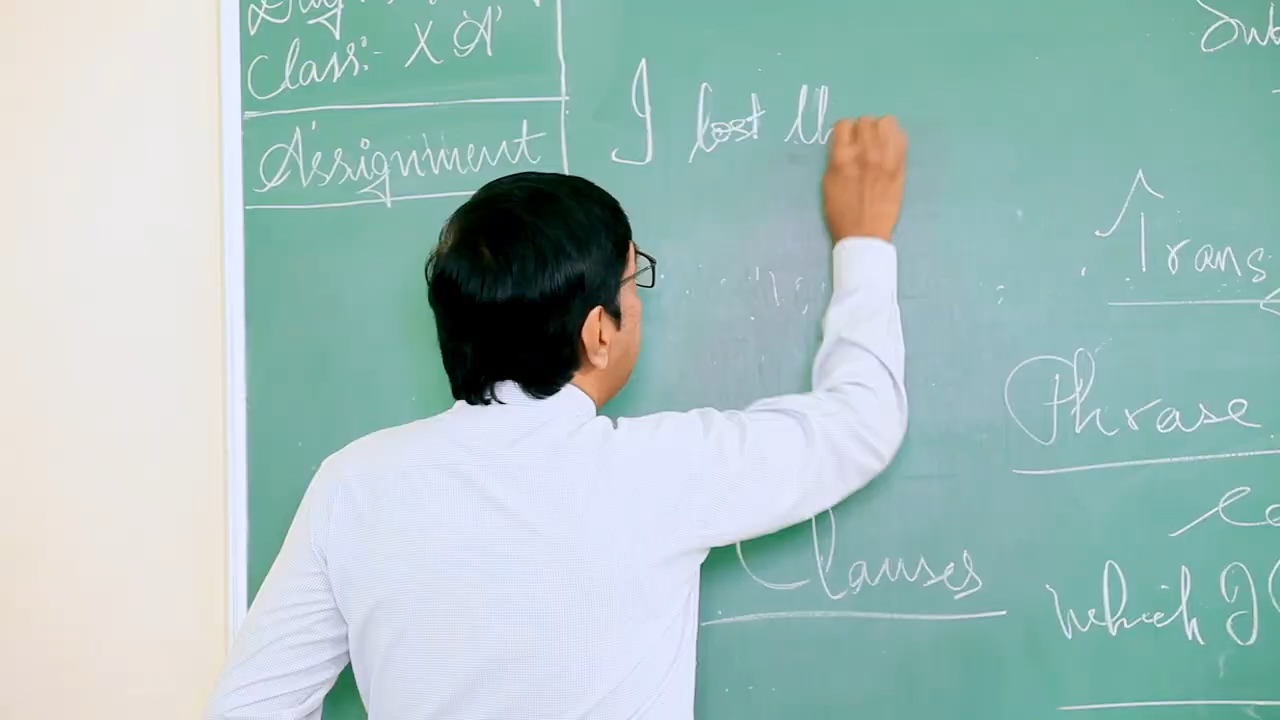 Class:- X 'A'
Assignment
I lost th
Trans
Phrase
Clauses
which I